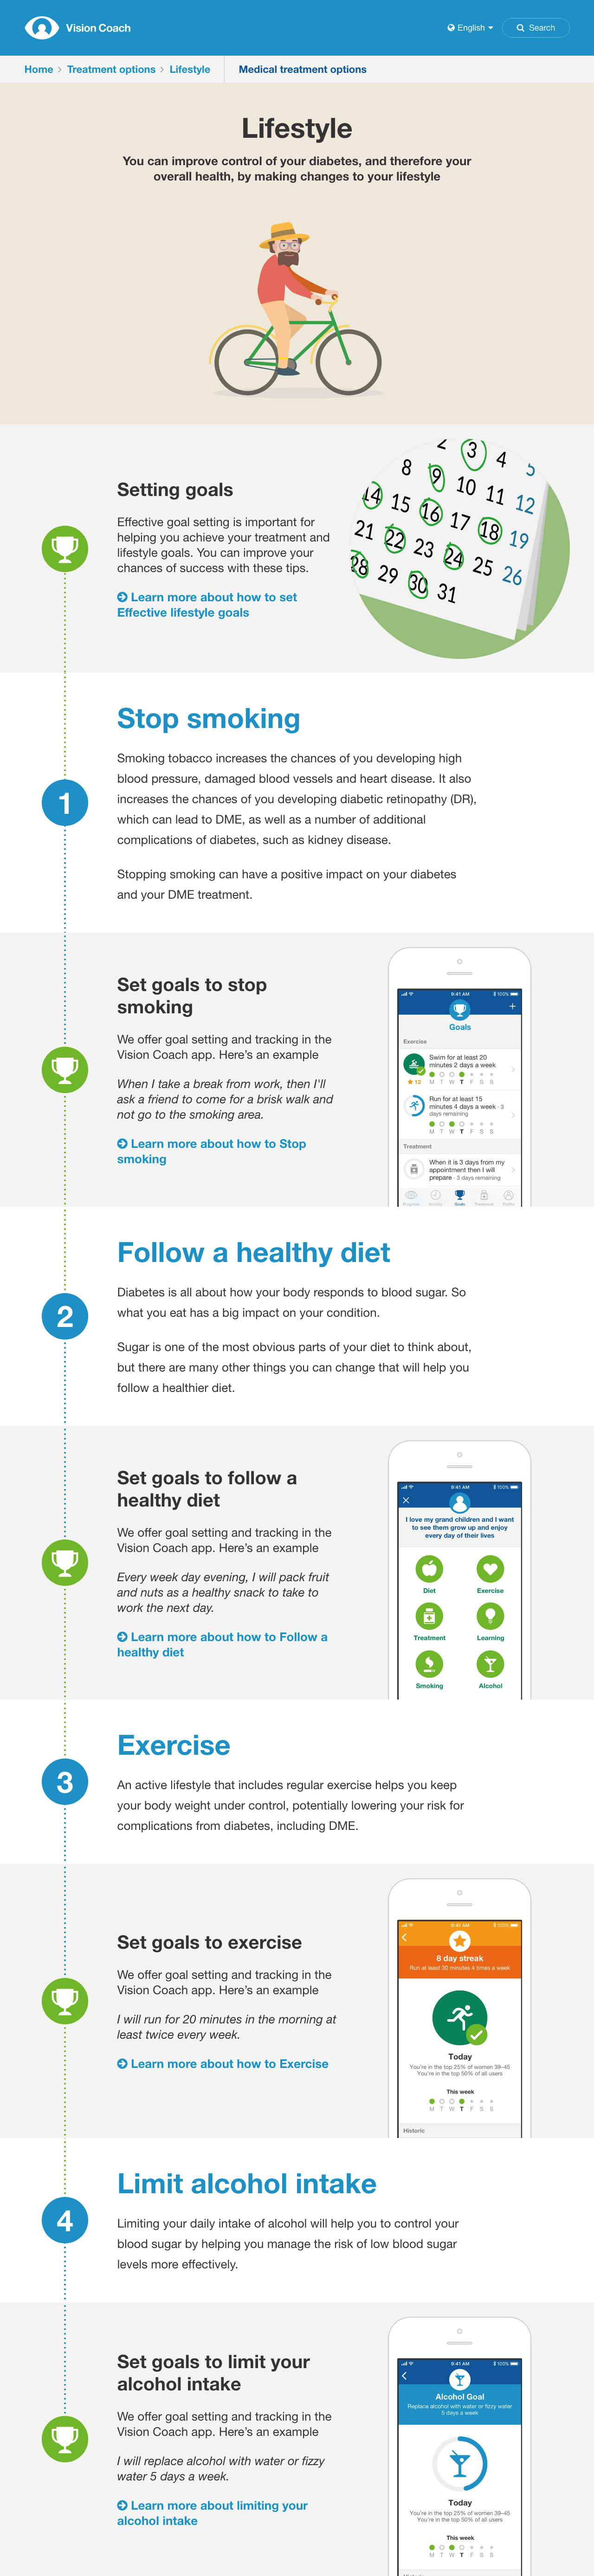 Vision Coach
English
Search
Home
Treatment options
Lifestyle
Medical treatment options
Lifestyle
You can improve control of your diabetes, and therefore your
overall health, by making changes to your lifestyle
2 3 4 5
8 9 10 11 12
14 15 16 17 18 19
21 22 23 24 25 26
28 29 30 31
Setting goals
Effective goal setting is important for
helping you achieve your treatment and
lifestyle goals. You can improve your
chances of success with these tips.
Learn more about how to set
Effective lifestyle goals
Stop smoking
1
Smoking tobacco increases the chances of you developing high
blood pressure, damaged blood vessels and heart disease. It also
increases the chances of you developing diabetic retinopathy (DR),
which can lead to DME, as well as a number of additional
complications of diabetes, such as kidney disease.
Stopping smoking can have a positive impact on your diabetes
and your DME treatment.
Set goals to stop
smoking
We offer goal setting and tracking in the
Vision Coach app. Here's an example
When I take a break from work, then I'll
ask a friend to come for a brisk walk and
not go to the smoking area.
Learn more about how to Stop
smoking
9:41 AM
100%
Goals
Exercise
Swim for at least 20
minutes 2 days a week
12
M T W T F S S
Run for at least 15
minutes 4 days a week · 3
days remaining
M T W T F S S
Treatment
When it is 3 days from my
appointment then I will
prepare · 3 days remaining
Progress Activity Goals Treatment Profile
Follow a healthy diet
2
Diabetes is all about how your body responds to blood sugar. So
what you eat has a big impact on your condition.
Sugar is one of the most obvious parts of your diet to think about,
but there are many other things you can change that will help you
follow a healthier diet.
Set goals to follow a
healthy diet
We offer goal setting and tracking in the
Vision Coach app. Here's an example
Every week day evening, I will pack fruit
and nuts as a healthy snack to take to
work the next day.
Learn more about how to Follow a
healthy diet
9:41 AM
100%
I love my grand children and I want
to see them grow up and enjoy
every day of their lives
Diet
Exercise
Treatment
Learning
Smoking
Alcohol
Exercise
3
An active lifestyle that includes regular exercise helps you keep
your body weight under control, potentially lowering your risk for
complications from diabetes, including DME.
Set goals to exercise
We offer goal setting and tracking in the
Vision Coach app. Here's an example
I will run for 20 minutes in the morning at
least twice every week.
Learn more about how to Exercise
9:41 AM
100%
8 day streak
Run at least 30 minutes 4 times a week
Today
You're in the top 25% of women 39–45
You're in the top 50% of all users
This week
M T W T F S S
Historic
Limit alcohol intake
4
Limiting your daily intake of alcohol will help you to control your
blood sugar by helping you manage the risk of low blood sugar
levels more effectively.
Set goals to limit your
alcohol intake
We offer goal setting and tracking in the
Vision Coach app. Here's an example
I will replace alcohol with water or fizzy
water 5 days a week.
Learn more about limiting your
alcohol intake
9:41 AM
100%
Alcohol Goal
Replace alcohol with water or fizzy water
5 days a week
Today
You're in the top 25% of women 39–45
You're in the top 50% of all users
This week
M T W T F S S